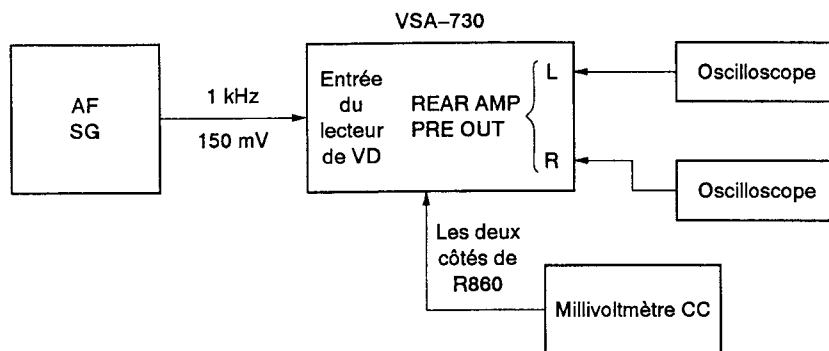 VSA–730
AF
SG
1 kHz
150 mV
Entrée
du
lecteur
de VD
REAR AMP
PRE OUT
L
R
Oscilloscope
Oscilloscope
Les deux
côtés de
R860
Millivoltmètre CC